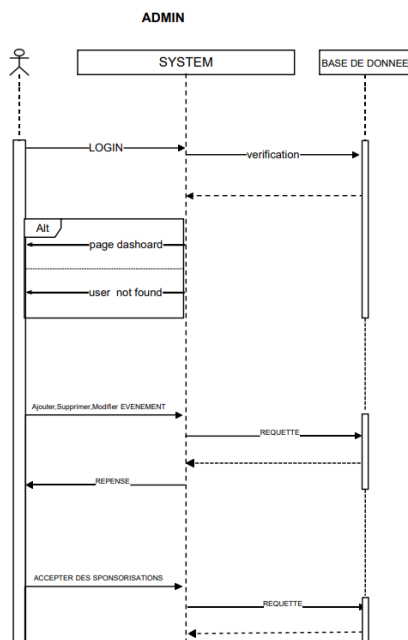 ADMIN
SYSTEM
BASE DE DONNEE
LOGIN
verification
Alt
page dashoard
user not found
Ajouter,Supprimer,Modifier EVENEMENT
REQUETTE
REPENSE
ACCEPTER DES SPONSORISATIONS
REQUETTE